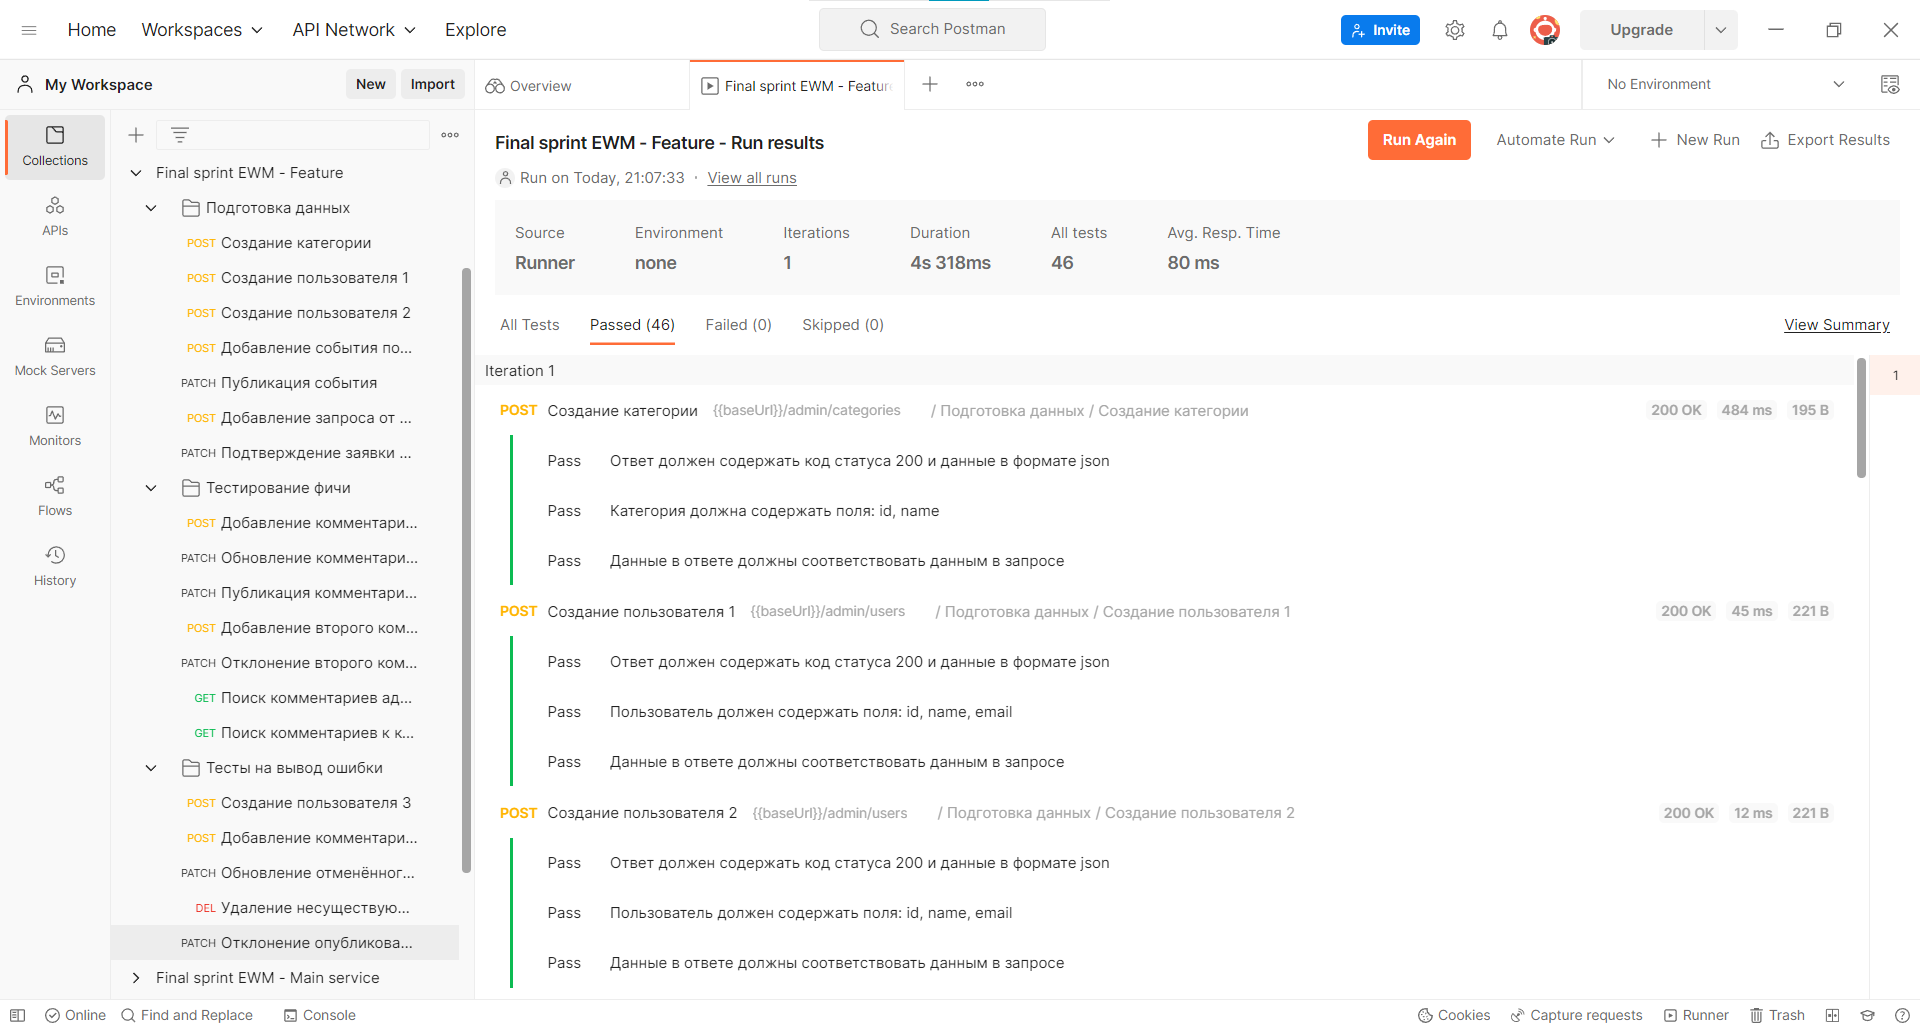 Home Workspaces API Network Explore Search Postman Invite Upgrade
My Workspace New Import Overview Final sprint EWM - Featur No Environment
Collections
APIs
Environments
Mock Servers
Monitors
Flows
History
Final sprint EWM - Feature
Подготовка данных
POST Создание категории
POST Создание пользователя 1
POST Создание пользователя 2
POST Добавление события по...
PATCH Публикация события
POST Добавление запроса от ...
PATCH Подтверждение заявки ...
Тестирование фичи
POST Добавление комментари...
PATCH Обновление комментари...
PATCH Публикация комментари...
POST Добавление второго ком...
PATCH Отклонение второго ком...
GET Поиск комментариев ад...
GET Поиск комментариев к к...
Тесты на вывод ошибки
POST Создание пользователя 3
POST Добавление комментари...
PATCH Обновление отменённог...
DEL Удаление несуществую...
PATCH Отклонение опубликова...
Final sprint EWM - Main service
Final sprint EWM - Feature - Run results Run Again Automate Run New Run Export Results
Run on Today, 21:07:33 · View all runs
Source Environment Iterations Duration All tests Avg. Resp. Time
Runner none 1 4s 318ms 46 80 ms
All Tests Passed (46) Failed (0) Skipped (0) View Summary
Iteration 1 1
POST Создание категории {{baseUrl}}/admin/categories / Подготовка данных / Создание категории 200 OK 484 ms 195 B
Pass Ответ должен содержать код статуса 200 и данные в формате json
Pass Категория должна содержать поля: id, name
Pass Данные в ответе должны соответствовать данным в запросе
POST Создание пользователя 1 {{baseUrl}}/admin/users / Подготовка данных / Создание пользователя 1 200 OK 45 ms 221 B
Pass Ответ должен содержать код статуса 200 и данные в формате json
Pass Пользователь должен содержать поля: id, name, email
Pass Данные в ответе должны соответствовать данным в запросе
POST Создание пользователя 2 {{baseUrl}}/admin/users / Подготовка данных / Создание пользователя 2 200 OK 12 ms 221 B
Pass Ответ должен содержать код статуса 200 и данные в формате json
Pass Пользователь должен содержать поля: id, name, email
Pass Данные в ответе должны соответствовать данным в запросе
Online Find and Replace Console Cookies Capture requests Runner Trash